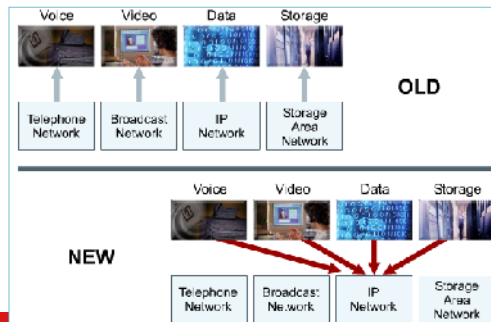 Voice Video Data Storage
OLD
Telephone Network
Broadcast Network
IP Network
Storage Area Network
Voice Video Data Storage
NEW
Telephone Network
Broadcast Network
IP Network
Storage Area Network